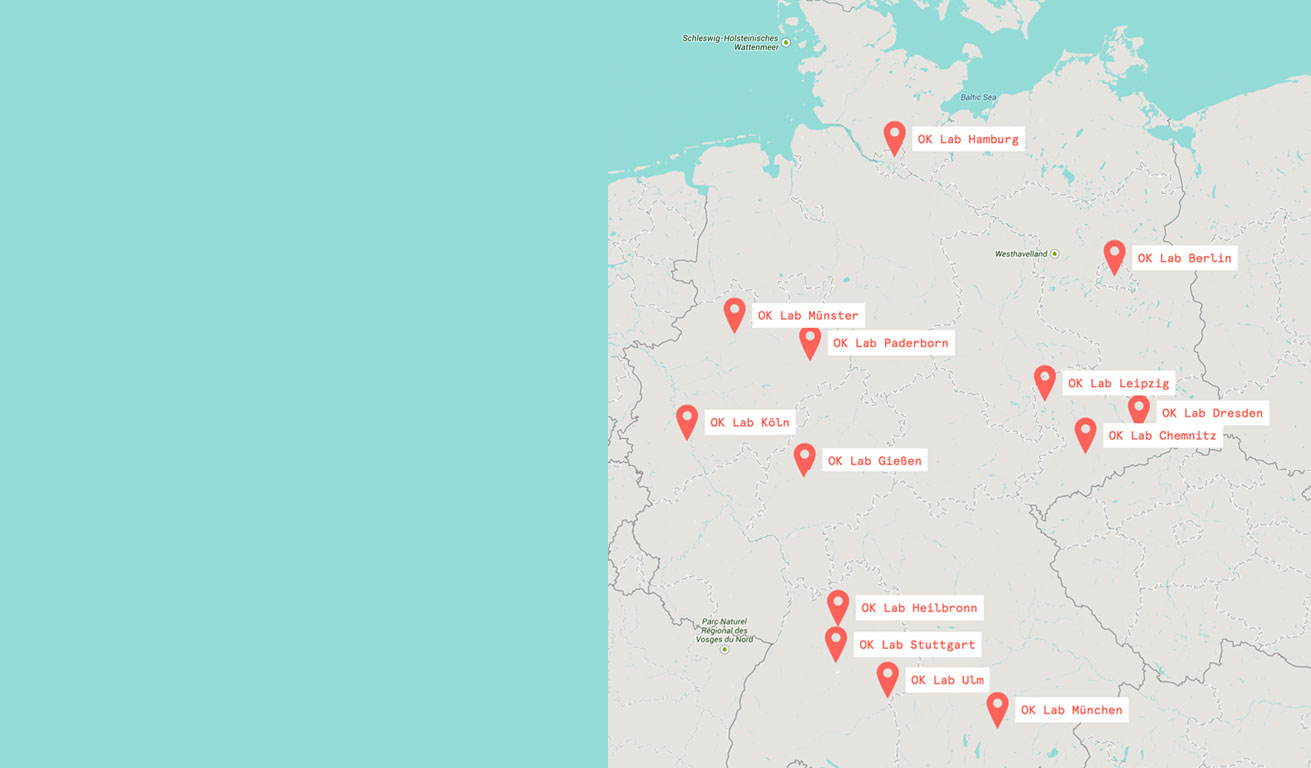 Schleswig-Holsteinisches
Wattenmeer
Baltic Sea
OK Lab Hamburg
Westhavelland
OK Lab Berlin
OK Lab Münster
OK Lab Paderborn
OK Lab Leipzig
OK Lab Dresden
OK Lab Köln
OK Lab Chemnitz
OK Lab Gießen
OK Lab Heilbronn
Parc Naturel
Régional des
Vosges du Nord
OK Lab Stuttgart
OK Lab Ulm
OK Lab München